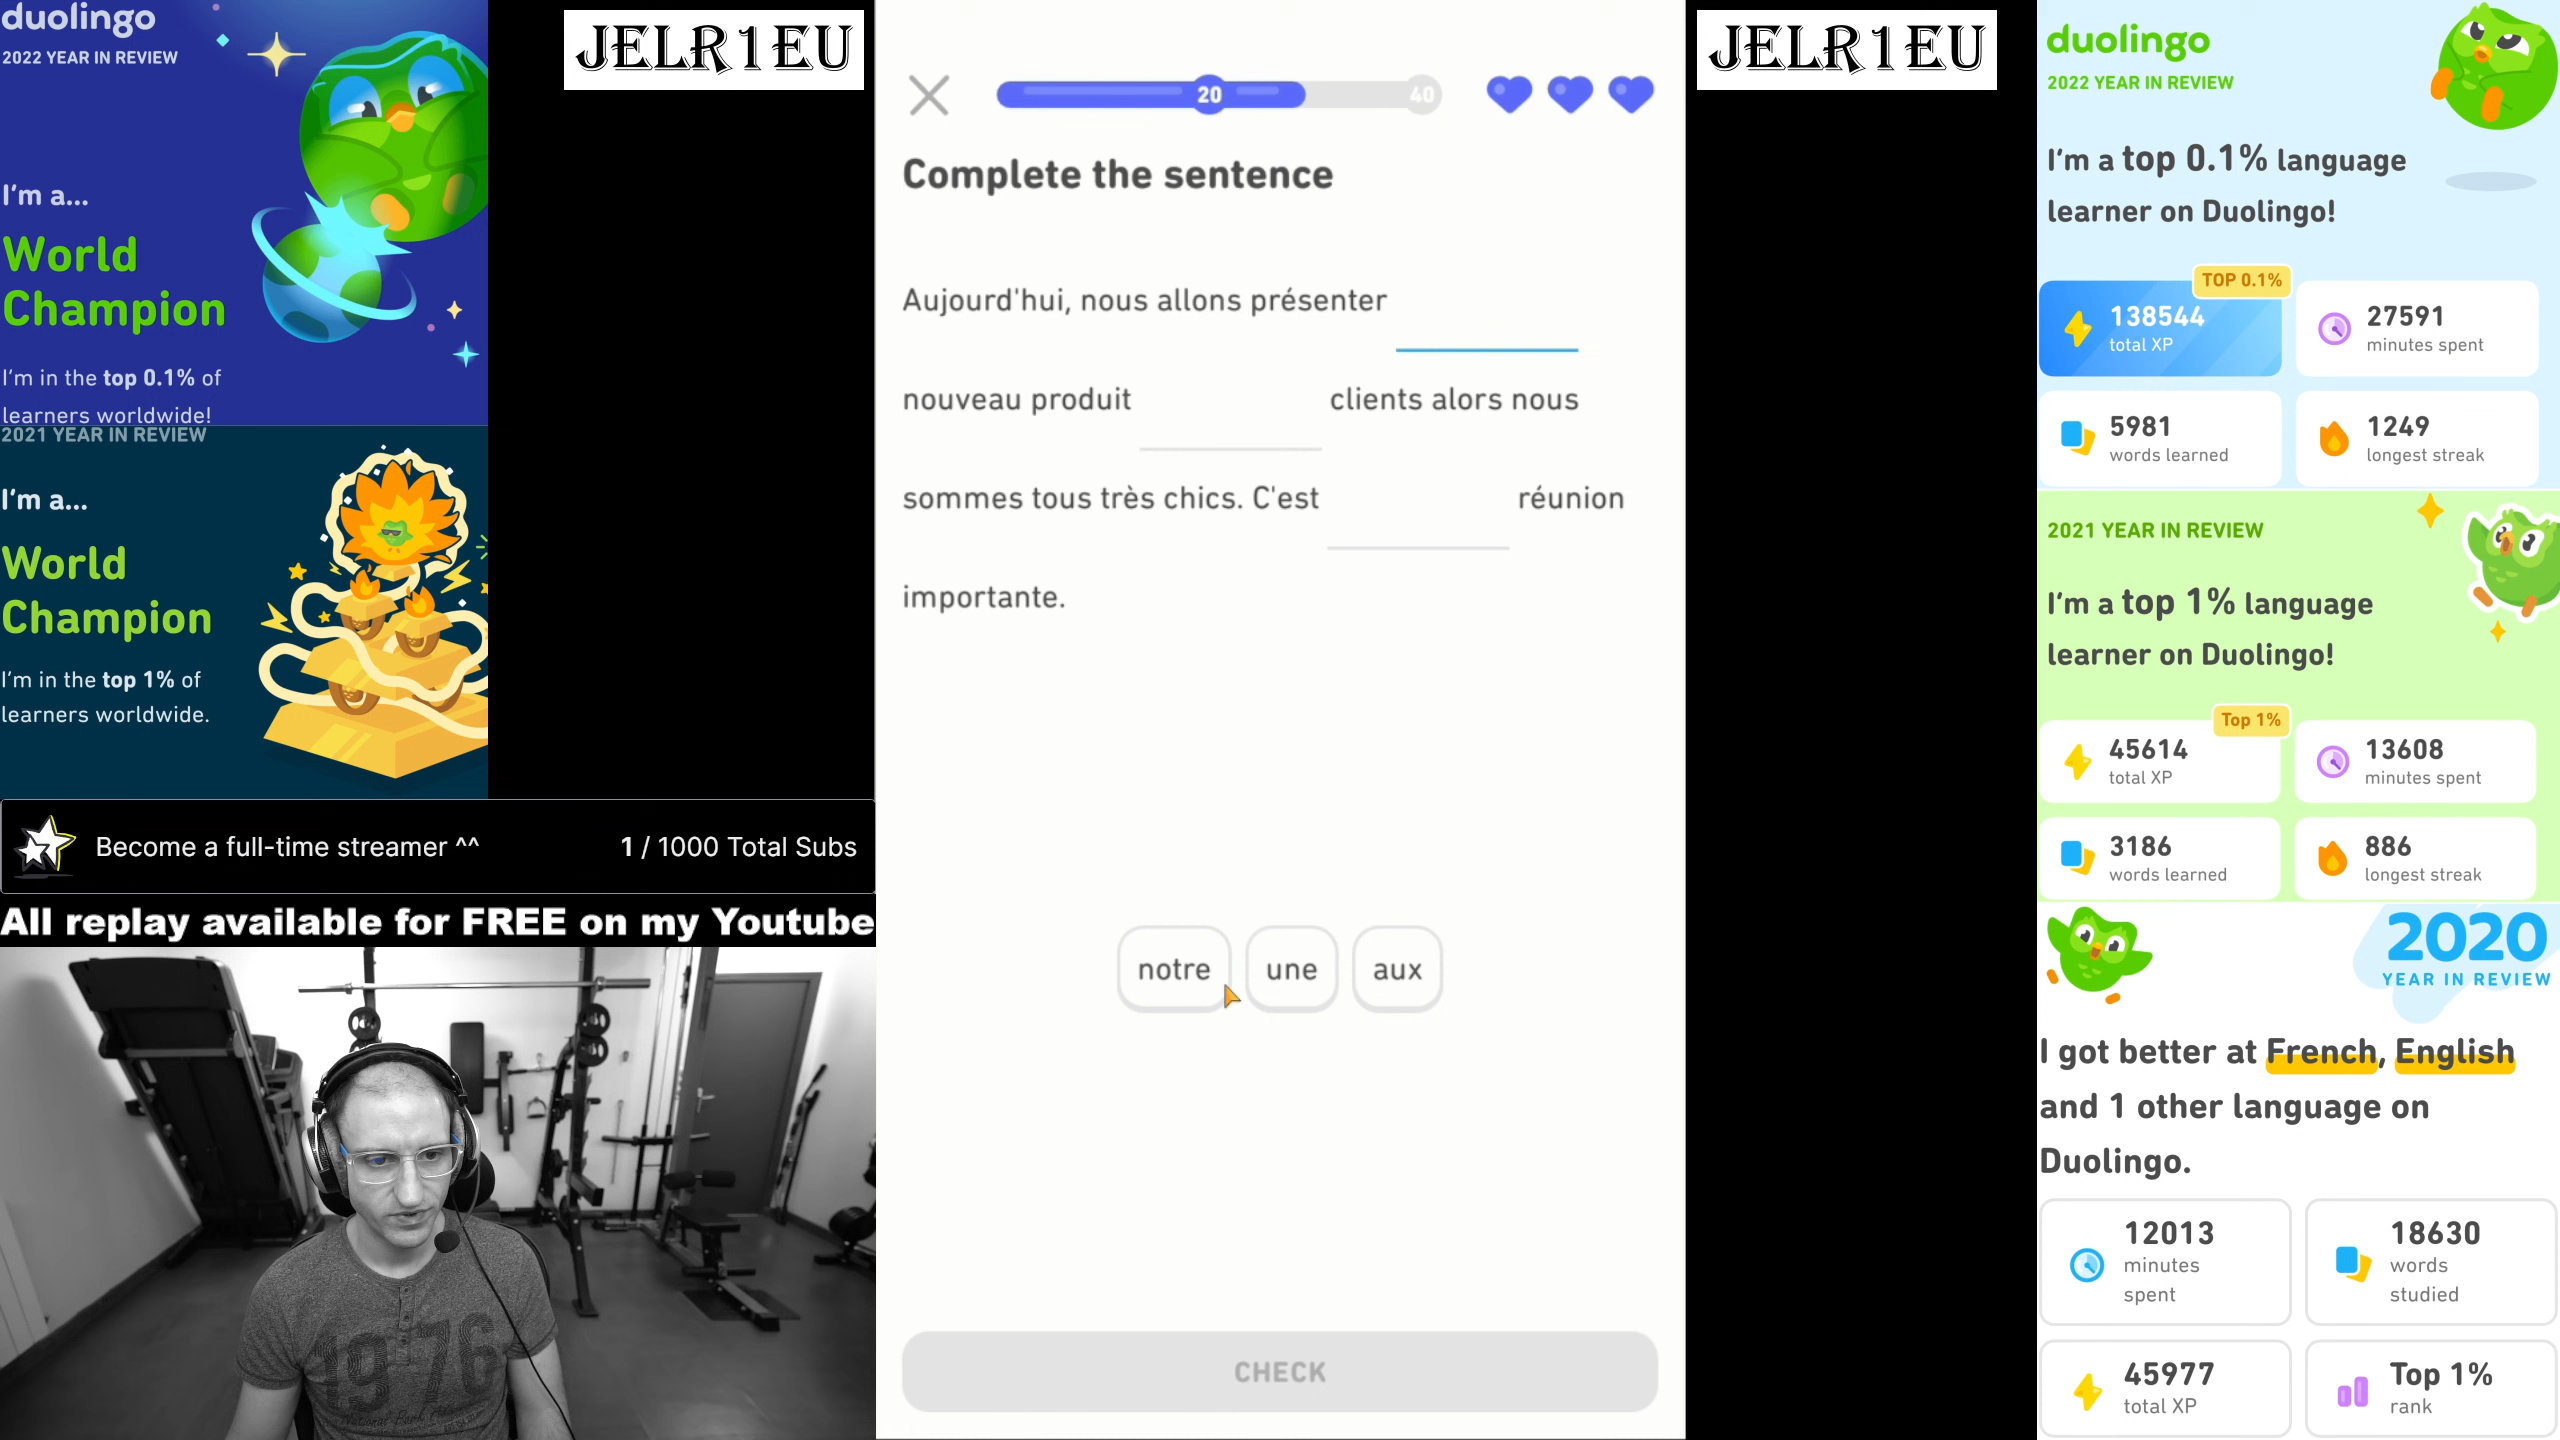 duolingo
2022 YEAR IN REVIEW
I'm a...
World
Champion
I'm in the top 0.1% of
learners worldwide!
2021 YEAR IN REVIEW
I'm a...
World
Champion
I'm in the top 1% of
learners worldwide.
Become a full-time streamer ^^ 1 / 1000 Total Subs
All replay available for FREE on my Youtube
1976
JELR1EU
20 40
Complete the sentence
Aujourd'hui, nous allons présenter
nouveau produit clients alors nous
sommes tous très chics. C'est réunion
importante.
notre une aux
CHECK
JELR1EU
duolingo
2022 YEAR IN REVIEW
I'm a top 0.1% language
learner on Duolingo!
TOP 0.1%
138544
total XP
27591
minutes spent
5981
words learned
1249
longest streak
2021 YEAR IN REVIEW
I'm a top 1% language
learner on Duolingo!
Top 1%
45614
total XP
13608
minutes spent
3186
words learned
886
longest streak
2020
YEAR IN REVIEW
I got better at French, English
and 1 other language on
Duolingo.
12013
minutes
spent
18630
words
studied
45977
total XP
Top 1%
rank